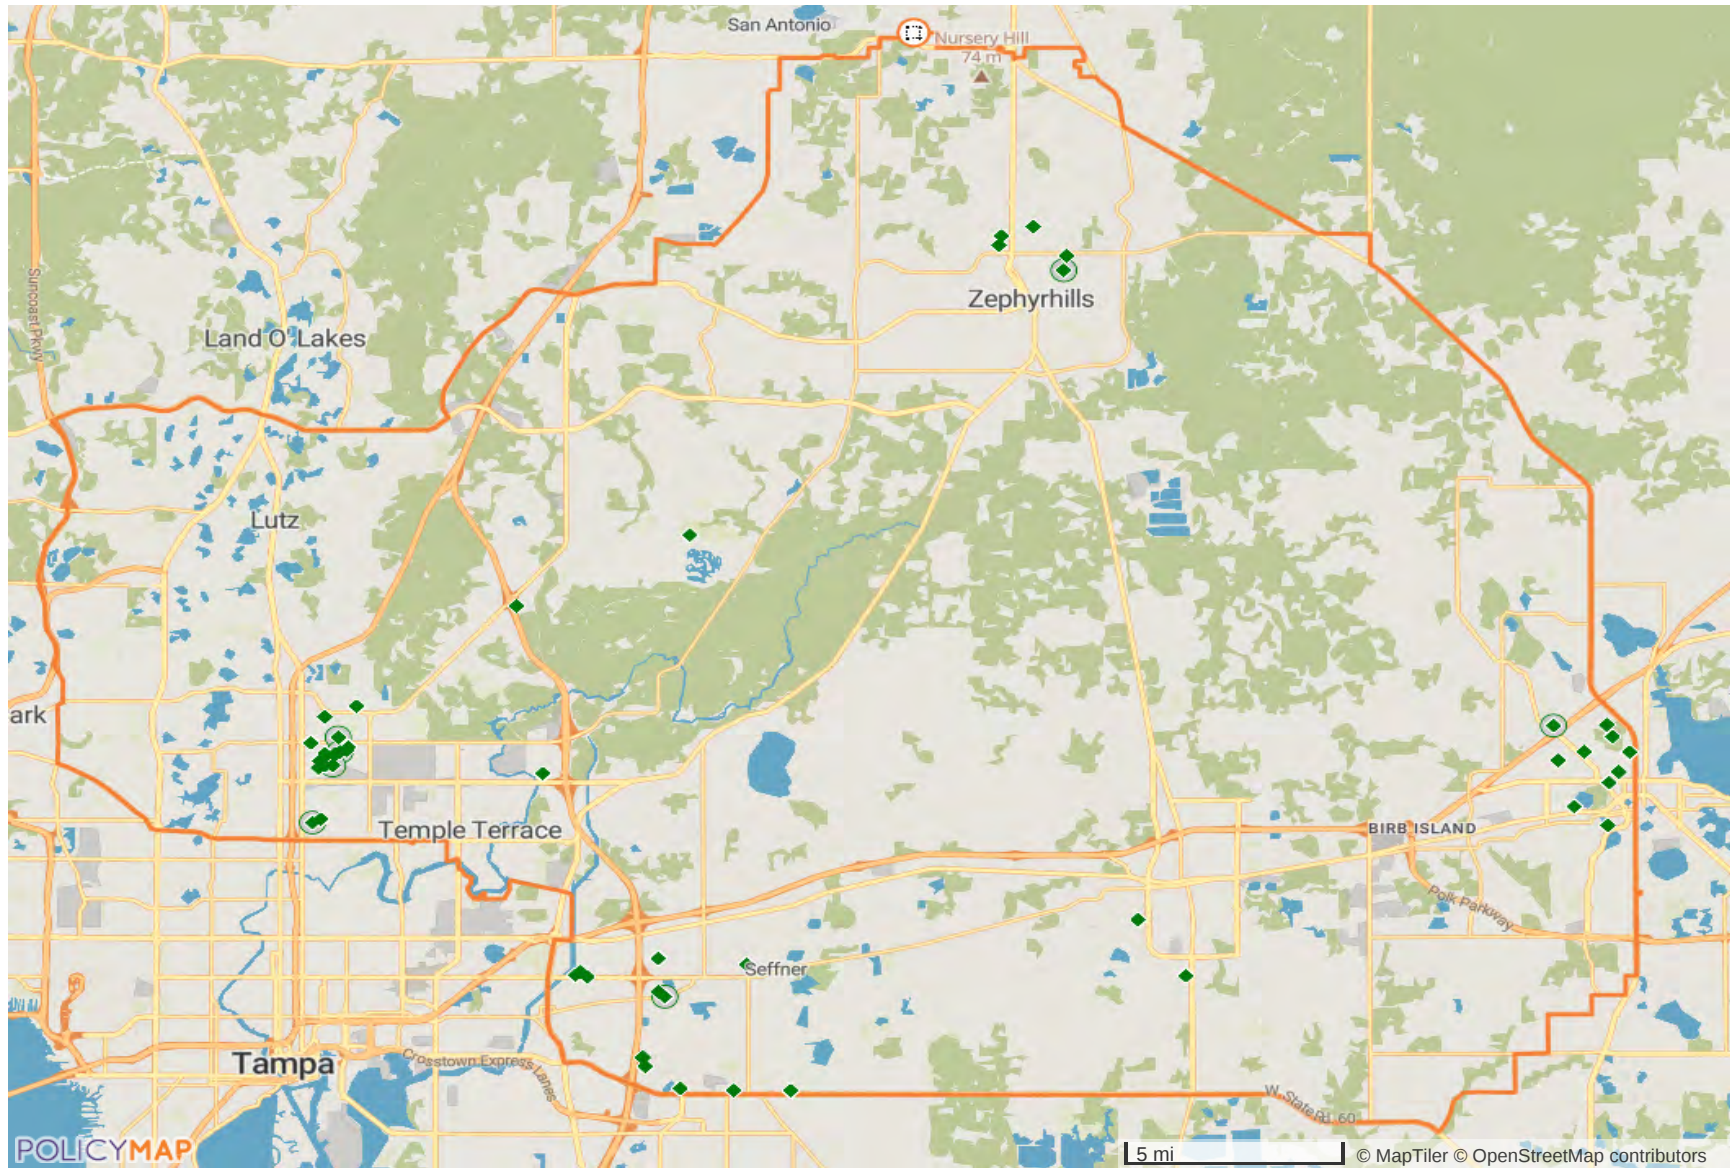 San Antonio
Nursery Hill
74 m
Suncoast Pkwy
Zephyrhills
Land O' Lakes
Lutz
ark
Temple Terrace
BIRB ISLAND
Polk Parkway
Seffner
Tampa
Crosstown Express Lanes
W. State Rd. 60
POLICYMAP
5 mi
© MapTiler © OpenStreetMap contributors